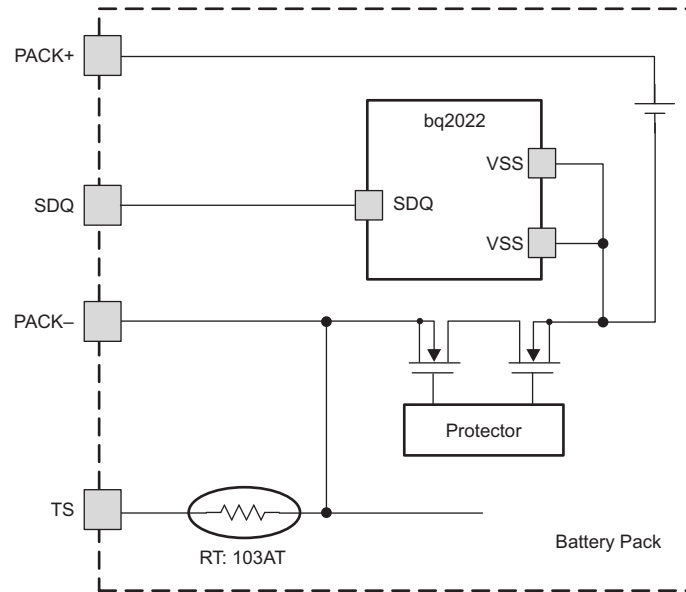 PACK+
bq2022
VSS
SDQ
SDQ
VSS
PACK–
Protector
TS
RT: 103AT
Battery Pack